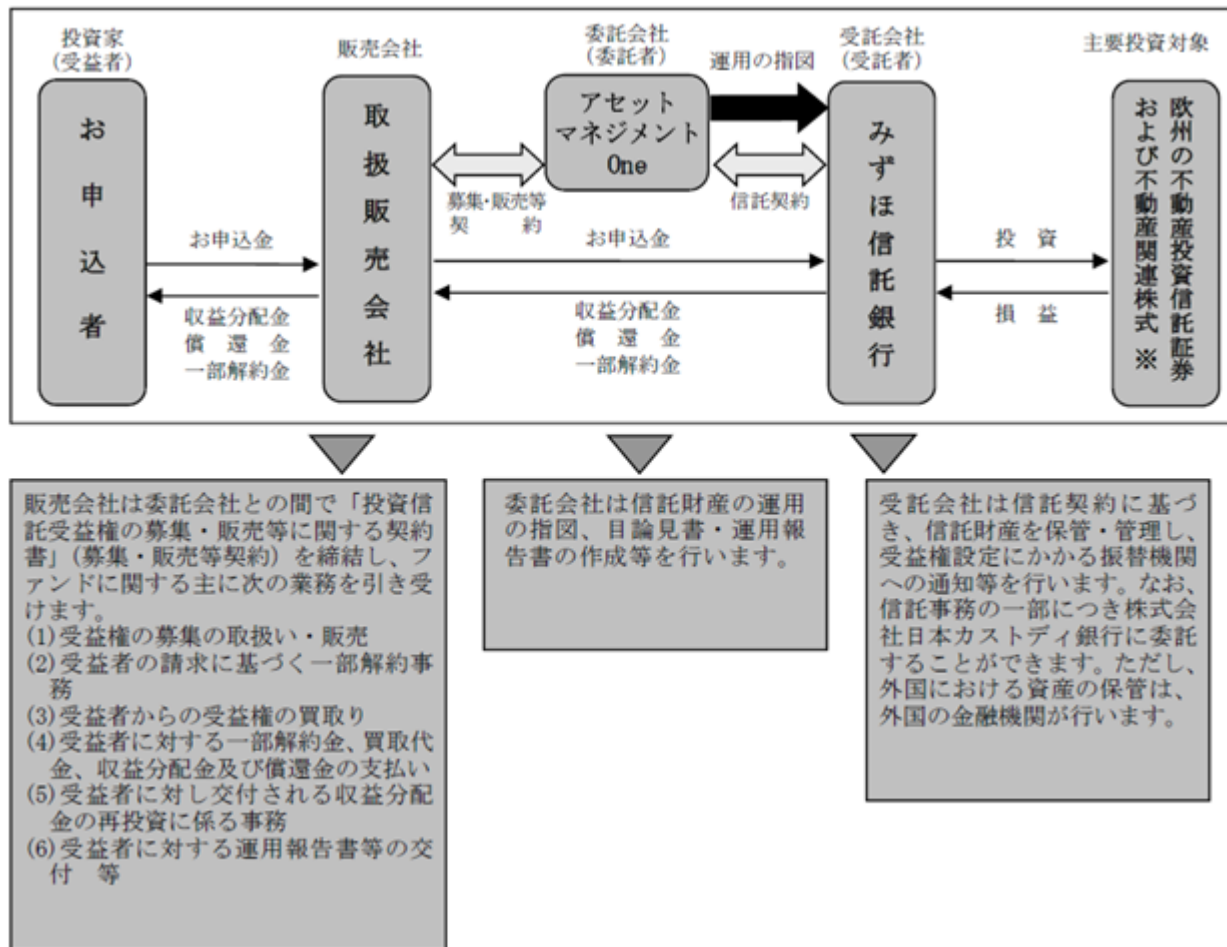 投資家
(受益者)
お申込者
販売会社
取扱販売会社
委託会社
(委託者)
アセット
マネジメント
One
運用の指図
受託会社
(受託者)
みずほ信託銀行
主要投資対象
欧州の不動産投資信託証券
および不動産関連株式 ※
募集・販売等
契 約
信託契約
お申込金
収益分配金
償 還 金
一部解約金
お申込金
収益分配金
償 還 金
一部解約金
投 資
損 益
販売会社は委託会社との間で「投資信
託受益権の募集・販売等に関する契約
書」(募集・販売等契約) を締結し、フ
ァンドに関する主に次の業務を引き受
けます。
(1)受益権の募集の取扱い・販売
(2)受益者の請求に基づく一部解約事
務
(3)受益者からの受益権の買取り
(4)受益者に対する一部解約金、買取代
金、収益分配金及び償還金の支払い
(5)受益者に対し交付される収益分配
金の再投資に係る事務
(6)受益者に対する運用報告書等の交
付 等
委託会社は信託財産の運用
の指図、目論見書・運用報
告書の作成等を行います。
受託会社は信託契約に基づ
き、信託財産を保管・管理し、
受益権設定にかかる振替機関
への通知等を行います。なお、
信託事務の一部につき株式会
社日本カストディ銀行に委託
することができます。ただし、
外国における資産の保管は、
外国の金融機関が行います。